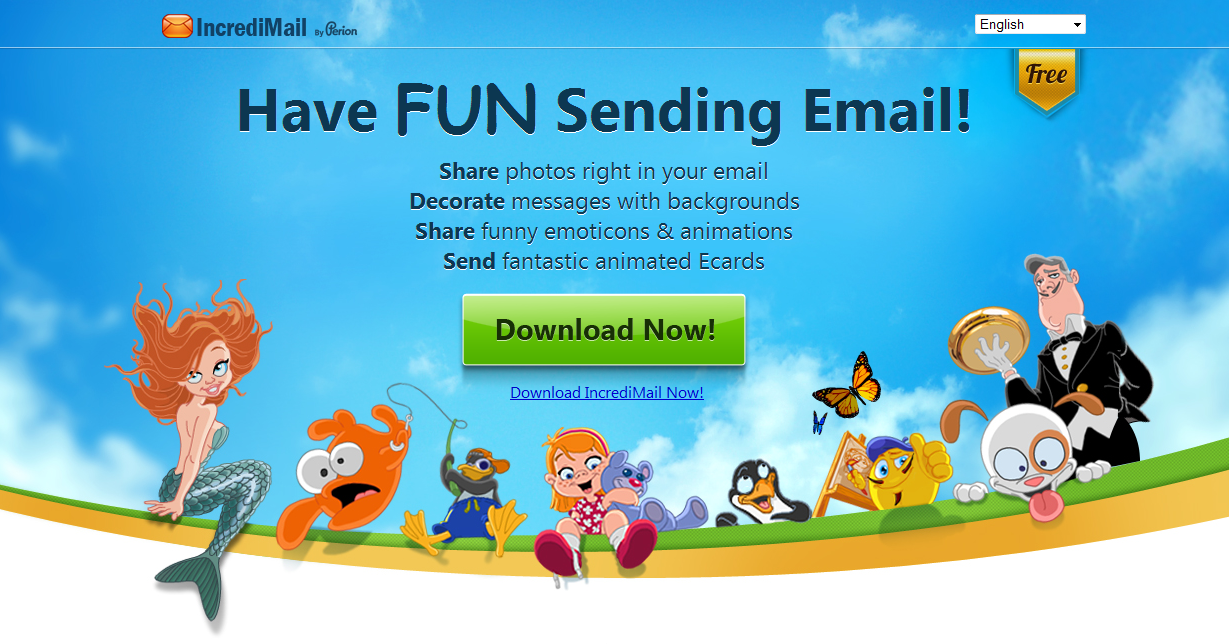 IncrediMail By Perion
English
Free
Have FUN Sending Email!
Share photos right in your email
Decorate messages with backgrounds
Share funny emoticons & animations
Send fantastic animated Ecards
Download Now!
Download IncrediMail Now!